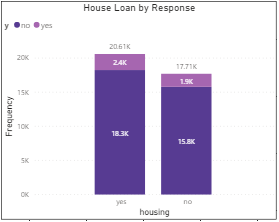 House Loan by Response
y no yes
20.61K
17.71K
20K
2.4K
1.9K
15K
Frequency
10K
18.3K
15.8K
5K
0K
yes no
housing